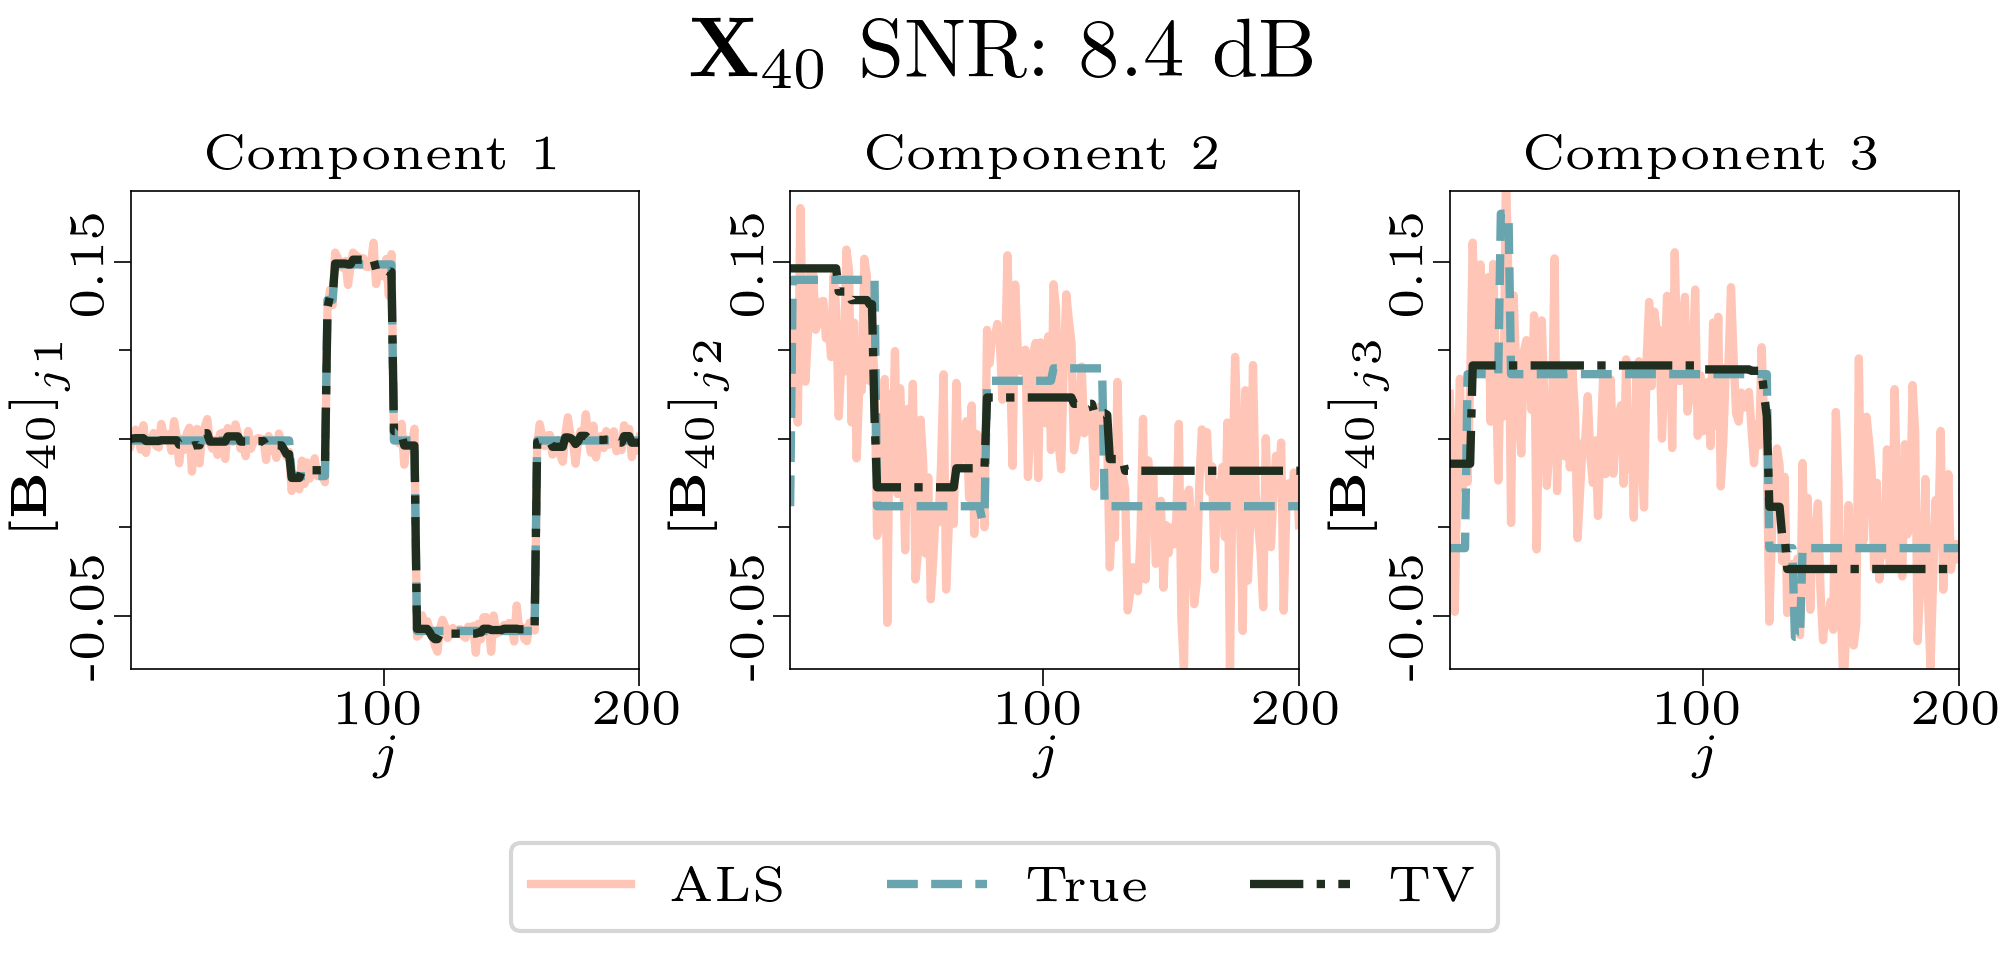 X₄₀ SNR: 8.4 dB
Component 1
Component 2
Component 3
[B₄₀]ⱼ₁
0.15
-0.05
100
200
j
[B₄₀]ⱼ₂
0.15
-0.05
100
200
j
[B₄₀]ⱼ₃
0.15
-0.05
100
200
j
ALS True TV